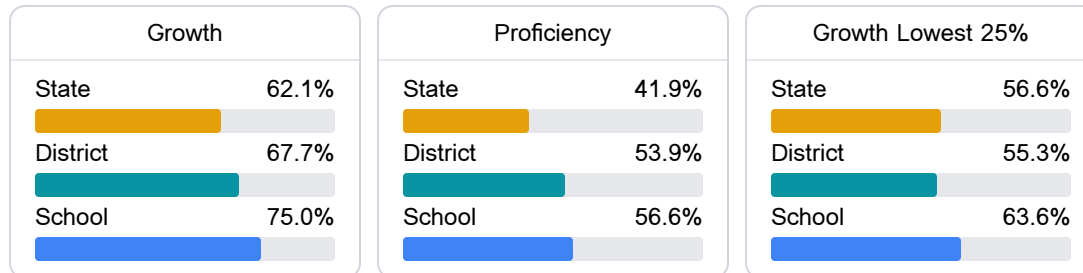 Growth
State 62.1%
District 67.7%
School 75.0%
Proficiency
State 41.9%
District 53.9%
School 56.6%
Growth Lowest 25%
State 56.6%
District 55.3%
School 63.6%